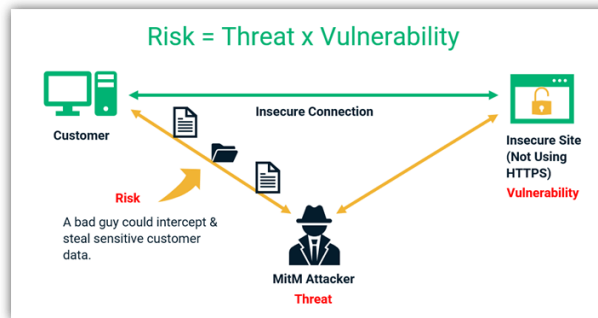 Risk = Threat x Vulnerability
Insecure Connection
Customer
Insecure Site
(Not Using
HTTPS)
Vulnerability
Risk
A bad guy could intercept &
steal sensitive customer
data.
MitM Attacker
Threat